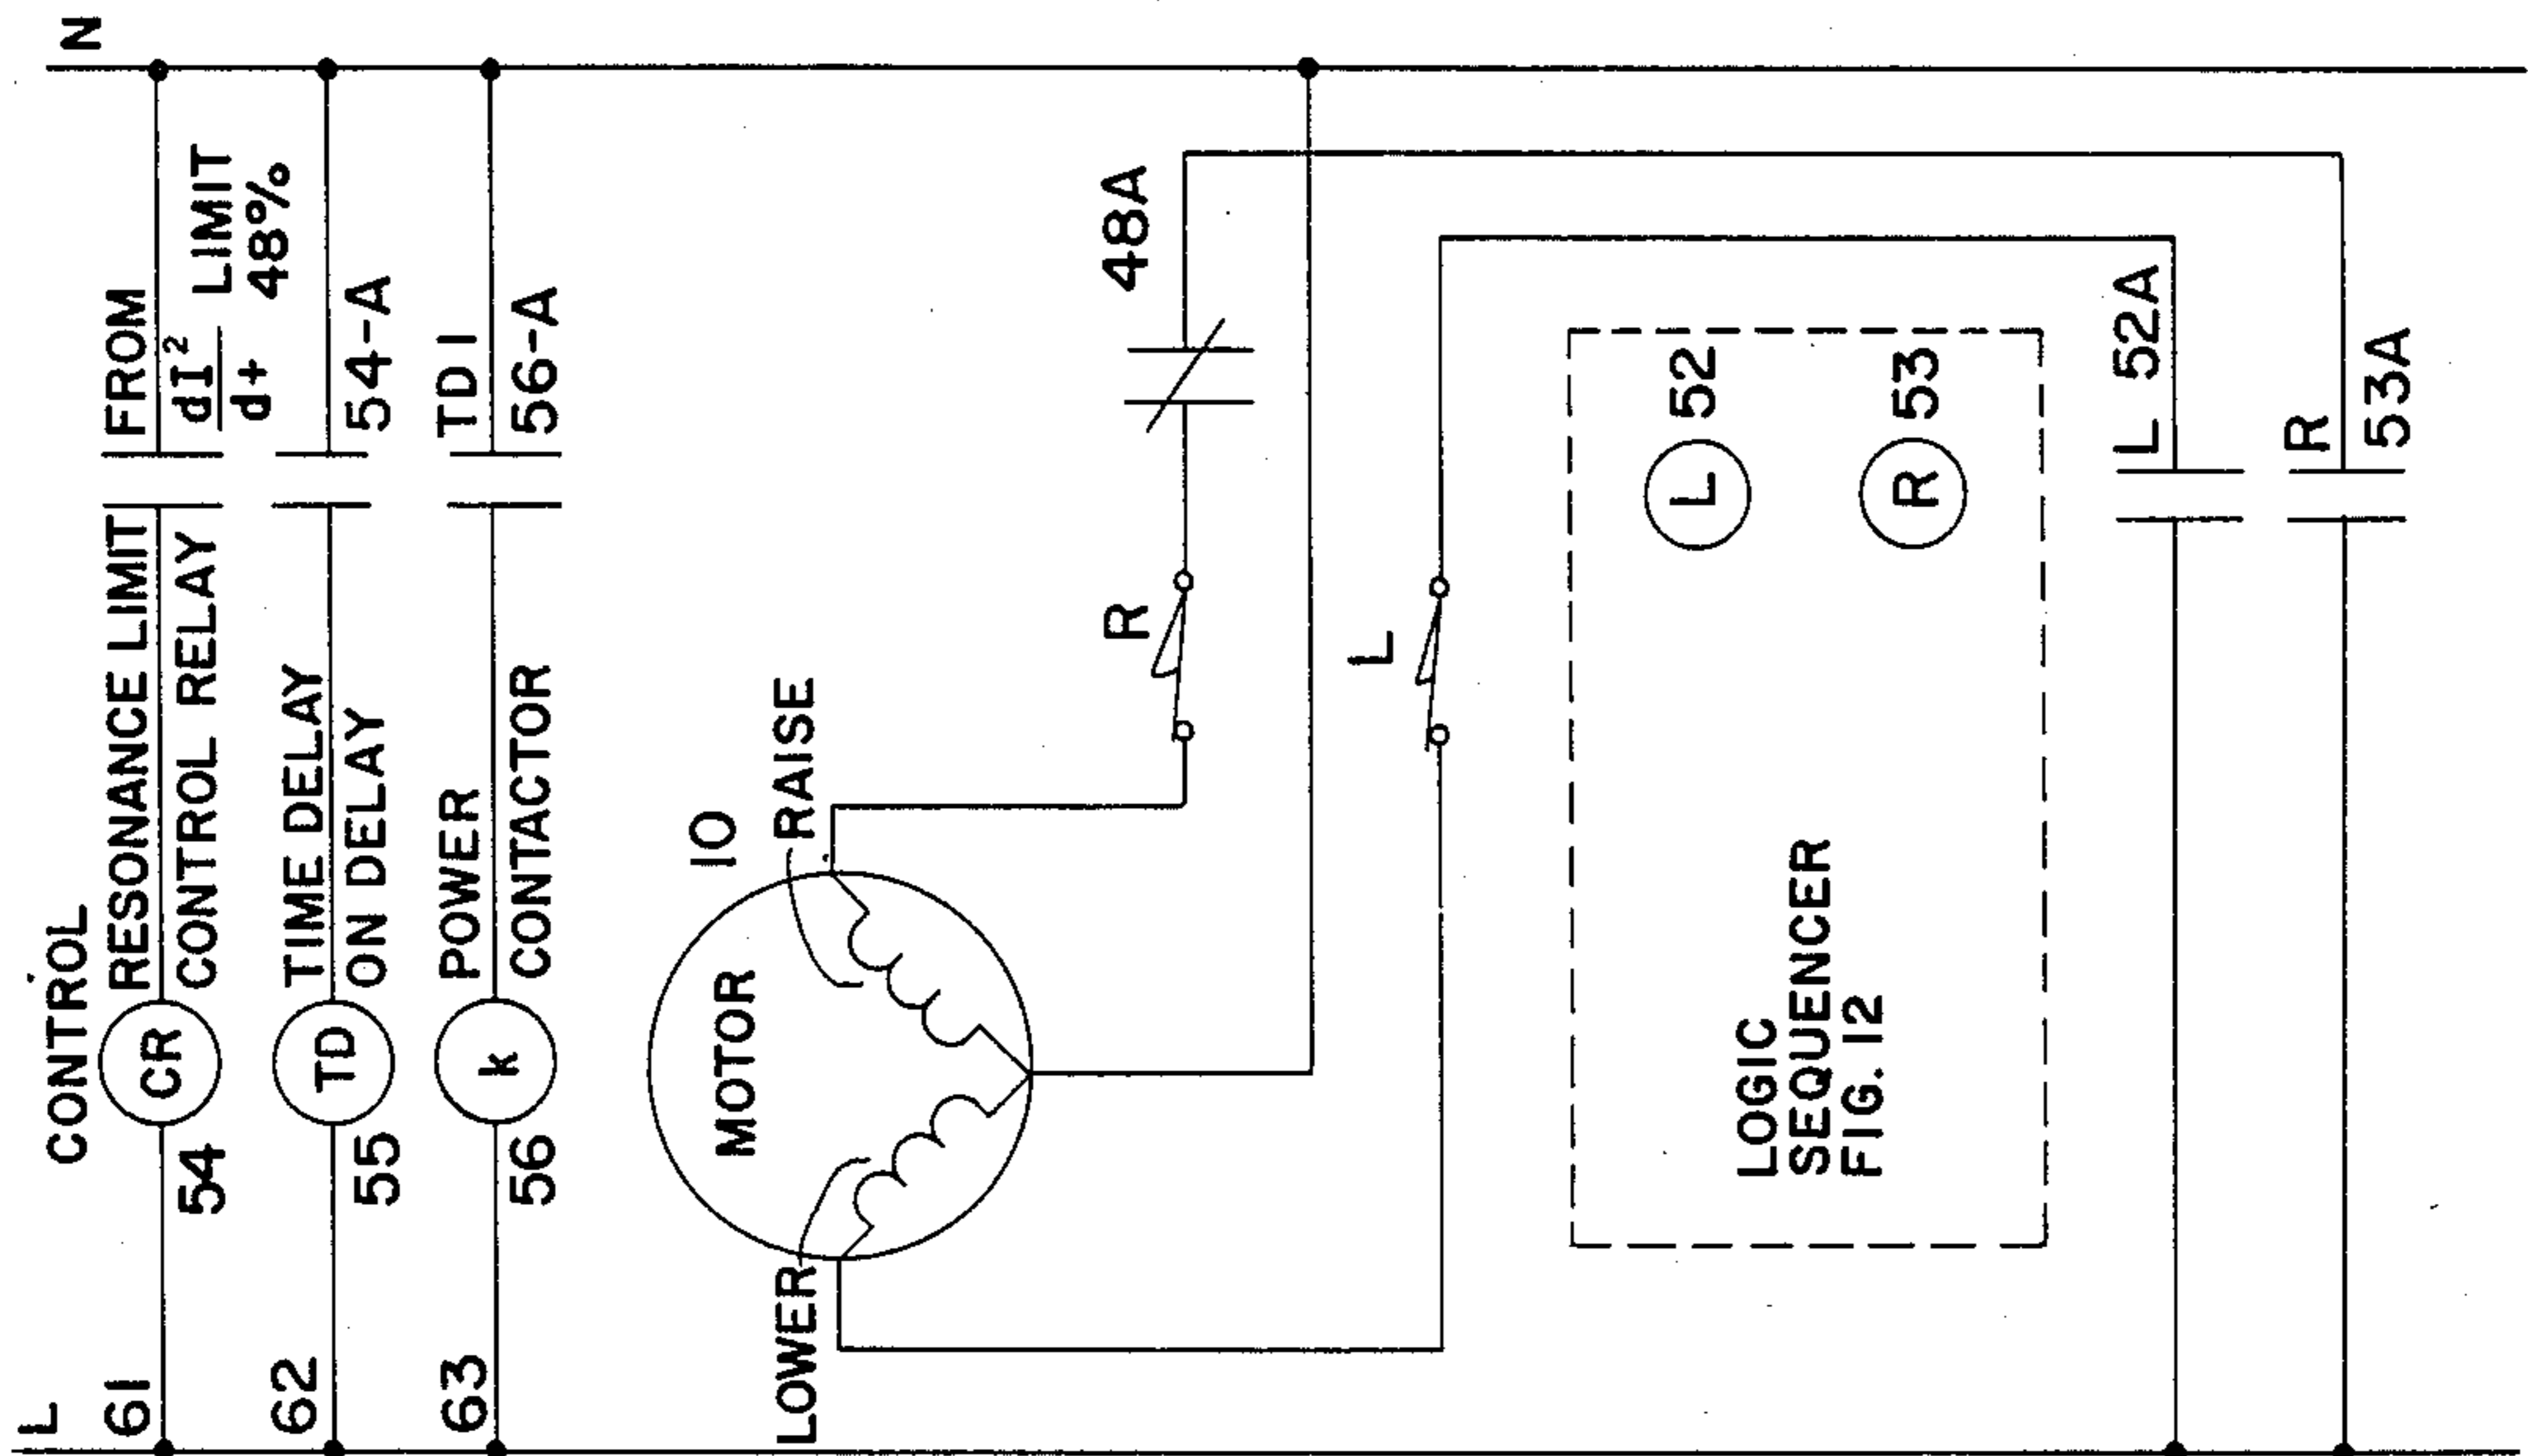 L
CONTROL
N
61
CR
54
RESONANCE LIMIT
CONTROL RELAY
FROM
dI²
d+
LIMIT
48%
62
TD
55
TIME DELAY
ON DELAY
54-A
63
k
56
POWER
CONTACTOR
TD1
56-A
10
MOTOR
LOWER
RAISE
R
48A
L
LOGIC
SEQUENCER
FIG. 12
L
52
R
53
L 52A
R
53A